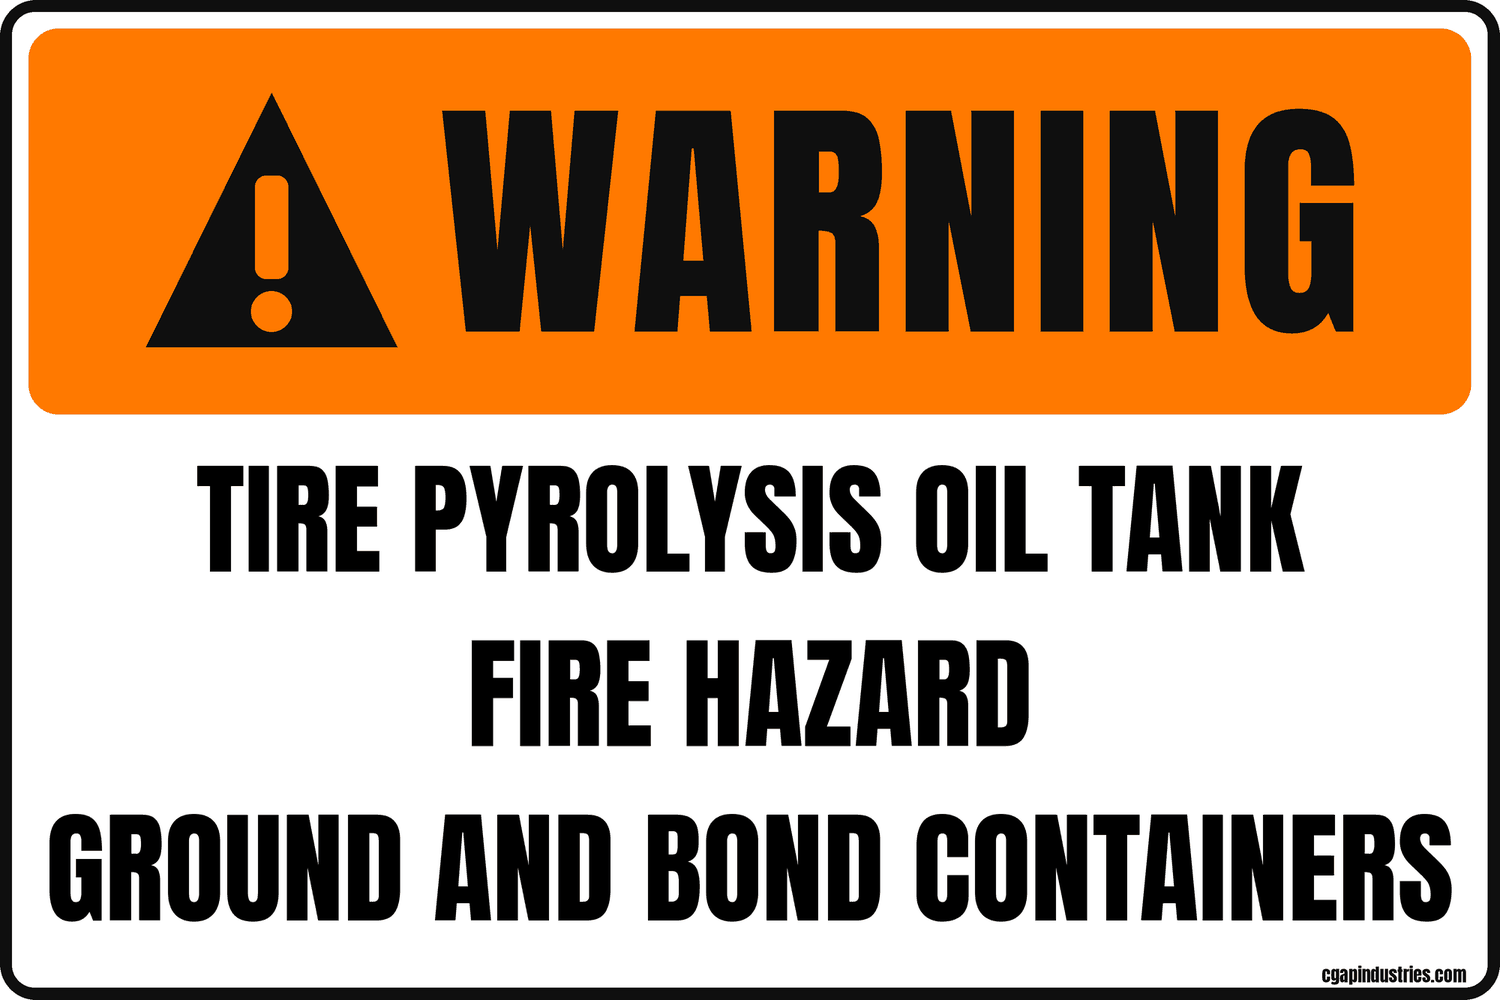 WARNING
TIRE PYROLYSIS OIL TANK
FIRE HAZARD
GROUND AND BOND CONTAINERS
cgapindustries.com